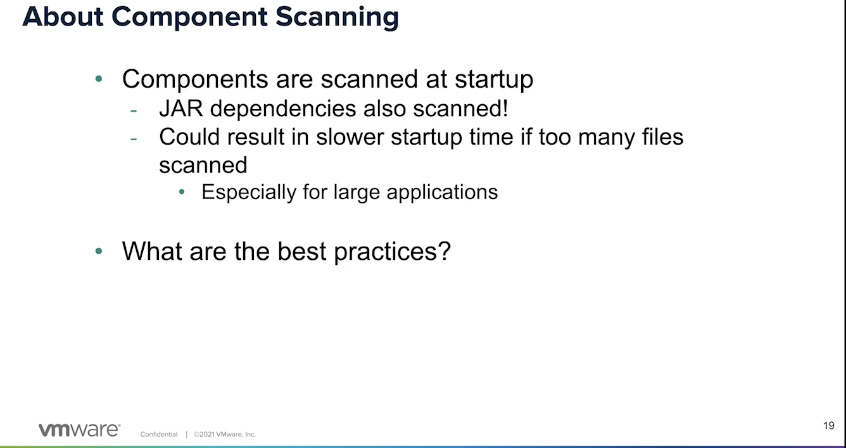 About Component Scanning
• Components are scanned at startup
- JAR dependencies also scanned!
- Could result in slower startup time if too many files
scanned
• Especially for large applications
• What are the best practices?
19
vmware® Confidential | ©2021 VMware, Inc.